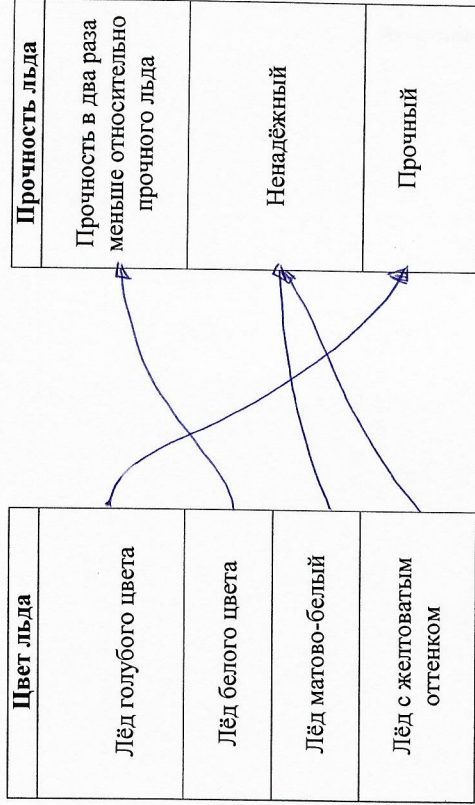 Цвет льда
Лёд голубого цвета
Лёд белого цвета
Лёд матово-белый
Лёд с желтоватым
оттенком
Прочность льда
Прочность в два раза
меньше относительно
прочного льда
Ненадёжный
Прочный